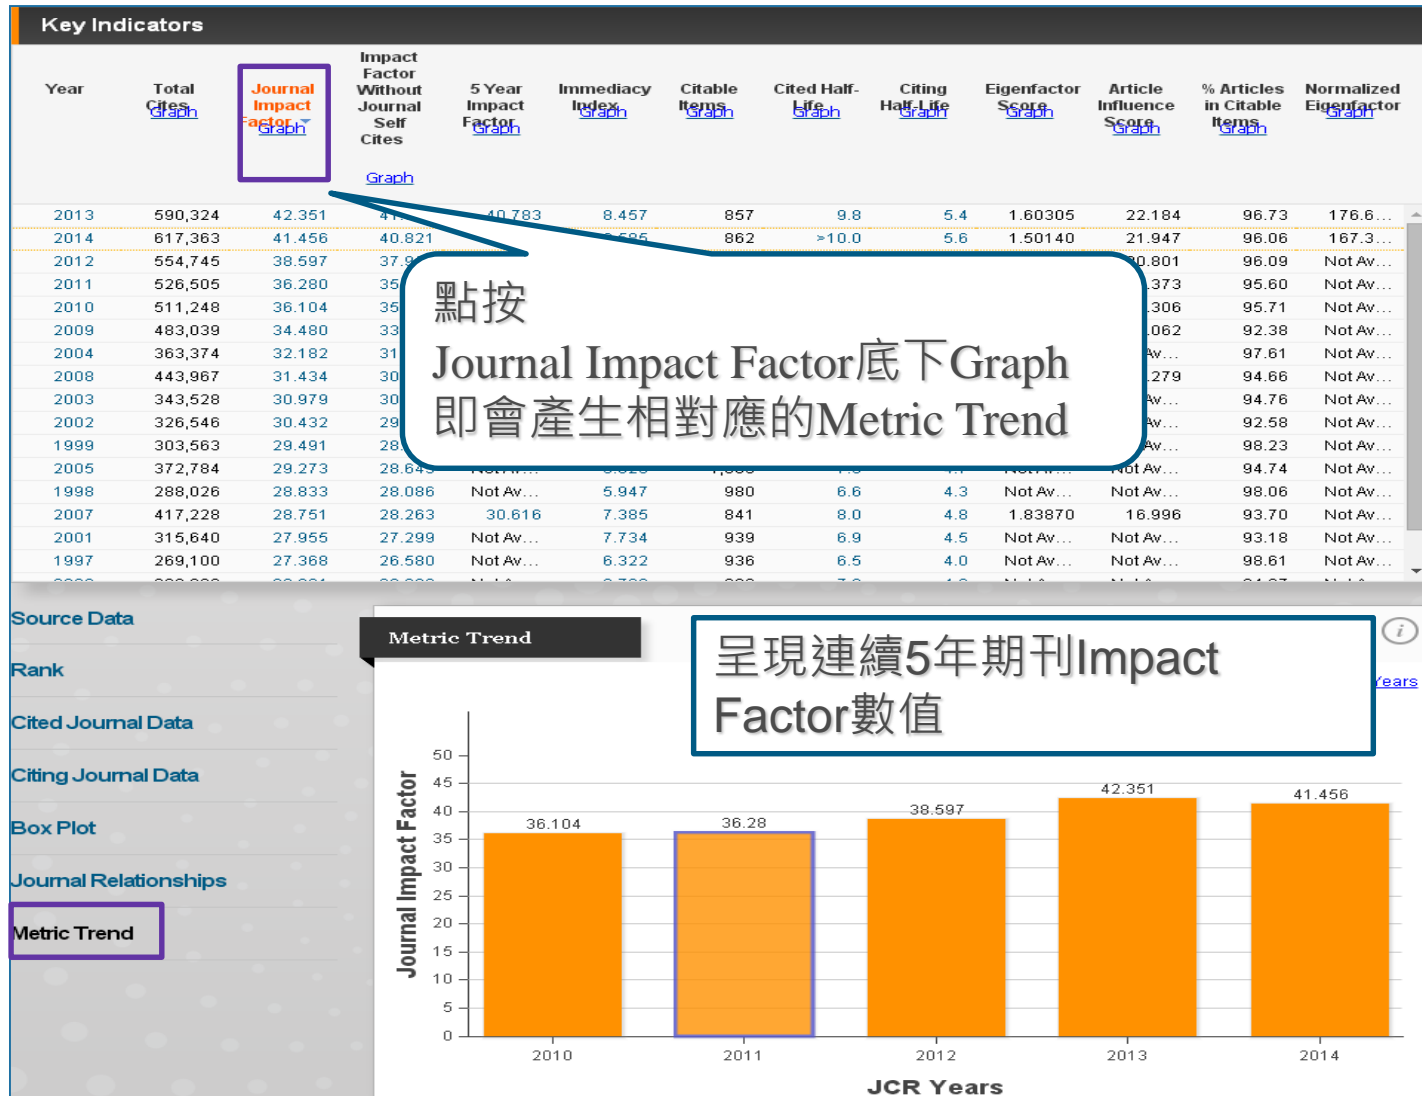 Key Indicators
Year Total Cites Journal Impact Factor Impact Factor Without Journal Self Cites 5 Year Impact Factor Immediacy Index Citable Items Cited Half-Life Citing Half-Life Eigenfactor Score Article Influence Score % Articles in Citable Items Normalized Eigenfactor
Graph Graph Graph Graph Graph Graph Graph Graph Graph Graph Graph Graph
2013 590,324 42.351 40.783 8.457 857 9.8 5.4 1.60305 22.184 96.73 176.6...
2014 617,363 41.456 40.821 862 >10.0 5.6 1.50140 21.947 96.06 167.3...
2012 554,745 38.597 96.09 Not Av...
2011 526,505 36.280 95.60 Not Av...
2010 511,248 36.104 95.71 Not Av...
2009 483,039 34.480 92.38 Not Av...
2004 363,374 32.182 97.61 Not Av...
2008 443,967 31.434 94.66 Not Av...
2003 343,528 30.979 94.76 Not Av...
2002 326,546 30.432 92.58 Not Av...
1999 303,563 29.491 98.23 Not Av...
2005 372,784 29.273 94.74 Not Av...
1998 288,026 28.833 28.086 Not Av... 5.947 980 6.6 4.3 Not Av... Not Av... 98.06 Not Av...
2007 417,228 28.751 28.263 30.616 7.385 841 8.0 4.8 1.83870 16.996 93.70 Not Av...
2001 315,640 27.955 27.299 Not Av... 7.734 939 6.9 4.5 Not Av... Not Av... 93.18 Not Av...
1997 269,100 27.368 26.580 Not Av... 6.322 936 6.5 4.0 Not Av... Not Av... 98.61 Not Av...
點按
Journal Impact Factor底下Graph
即會產生相對應的Metric Trend
Source Data
Rank
Cited Journal Data
Citing Journal Data
Box Plot
Journal Relationships
Metric Trend
Metric Trend
呈現連續5年期刊Impact
Factor數值
Years
Journal Impact Factor
50
45
40
35
30
25
20
15
10
5
0
36.104 36.28 38.597 42.351 41.456
2010 2011 2012 2013 2014
JCR Years